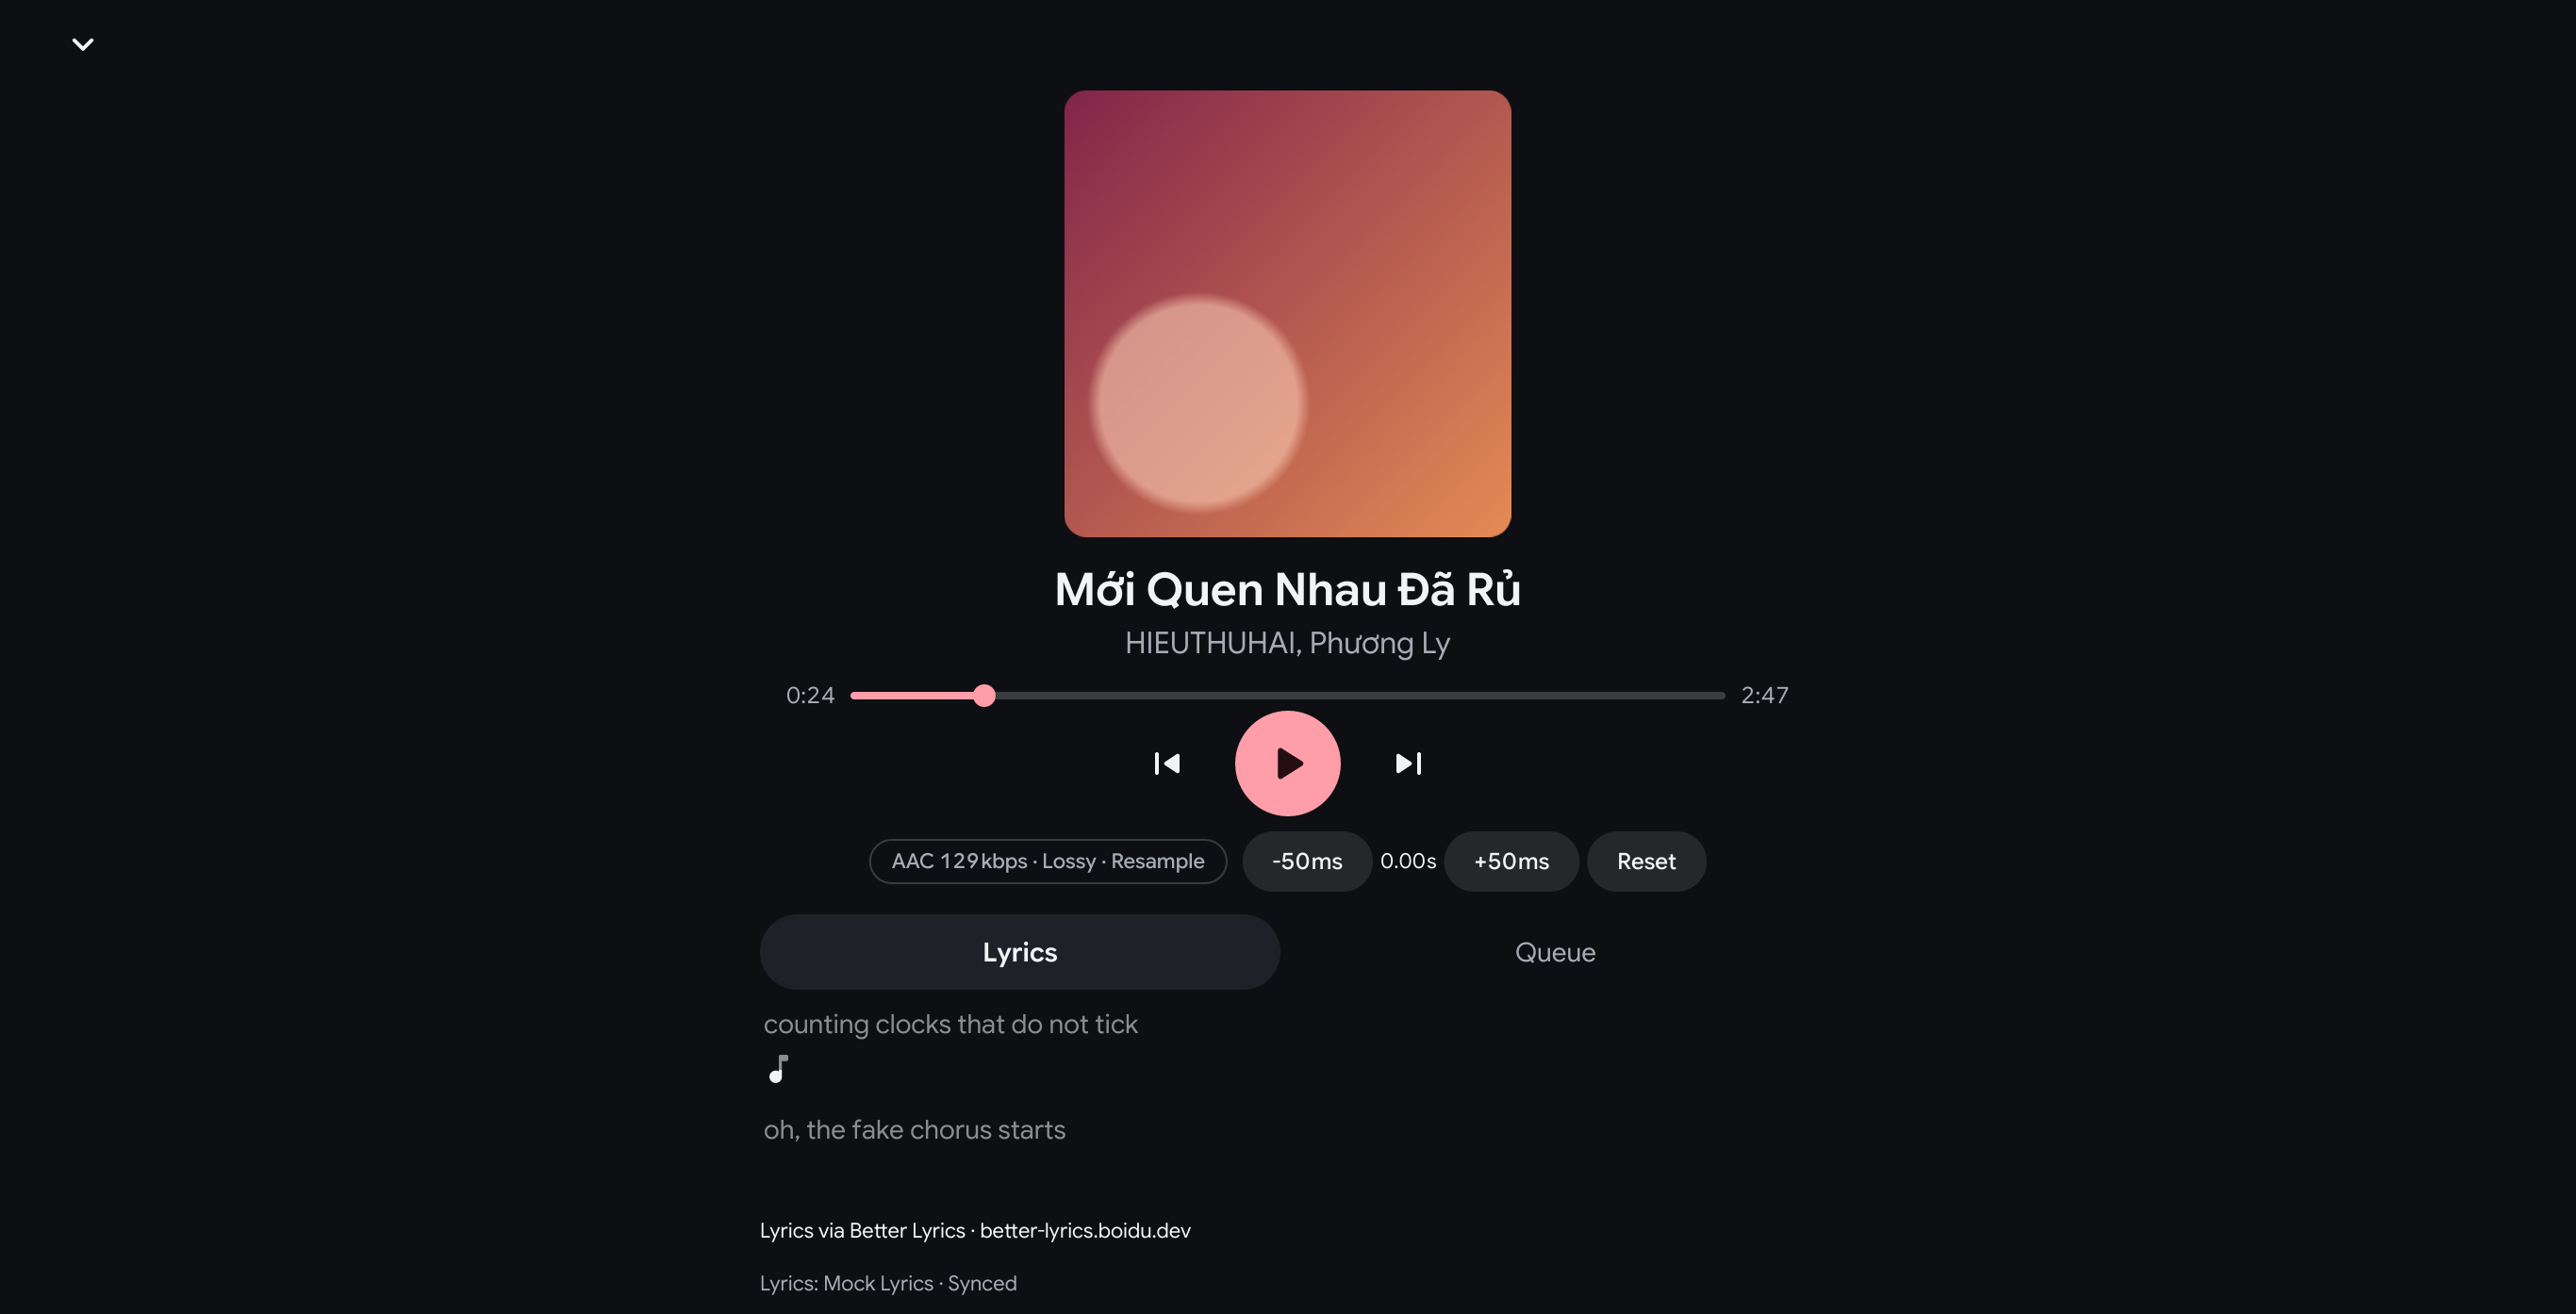 Mới Quen Nhau Đã Rủ
HIEUTHUHAI, Phương Ly
0:24 2:47
AAC 129kbps · Lossy · Resample -50ms 0.00s +50ms Reset
Lyrics Queue
counting clocks that do not tick
oh, the fake chorus starts
Lyrics via Better Lyrics · better-lyrics.boidu.dev
Lyrics: Mock Lyrics · Synced